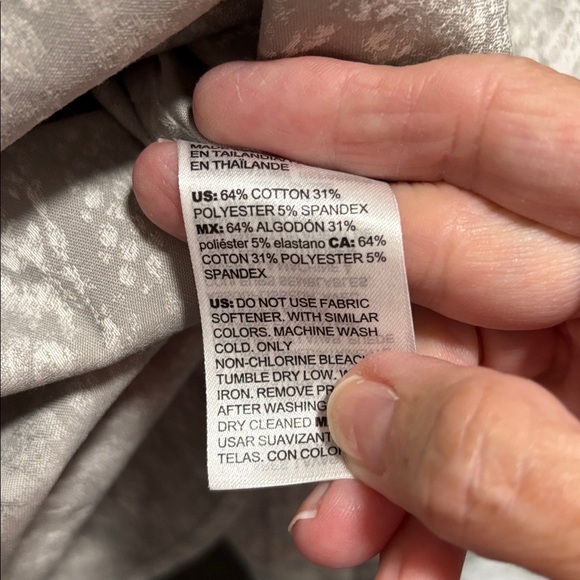 EN TAILANDIA
EN THAÏLANDE
US: 64% COTTON 31%
POLYESTER 5% SPANDEX
MX: 64% ALGODÓN 31%
poliéster 5% elastano CA: 64%
COTON 31% POLYESTER 5%
SPANDEX
US: DO NOT USE FABRIC
SOFTENER. WITH SIMILAR
COLORS. MACHINE WASH
COLD. ONLY
NON-CHLORINE BLEAC
TUMBLE DRY LOW. W
IRON. REMOVE PR
AFTER WASHING
DRY CLEANED M
USAR SUAVIZANT
TELAS. CON COLO